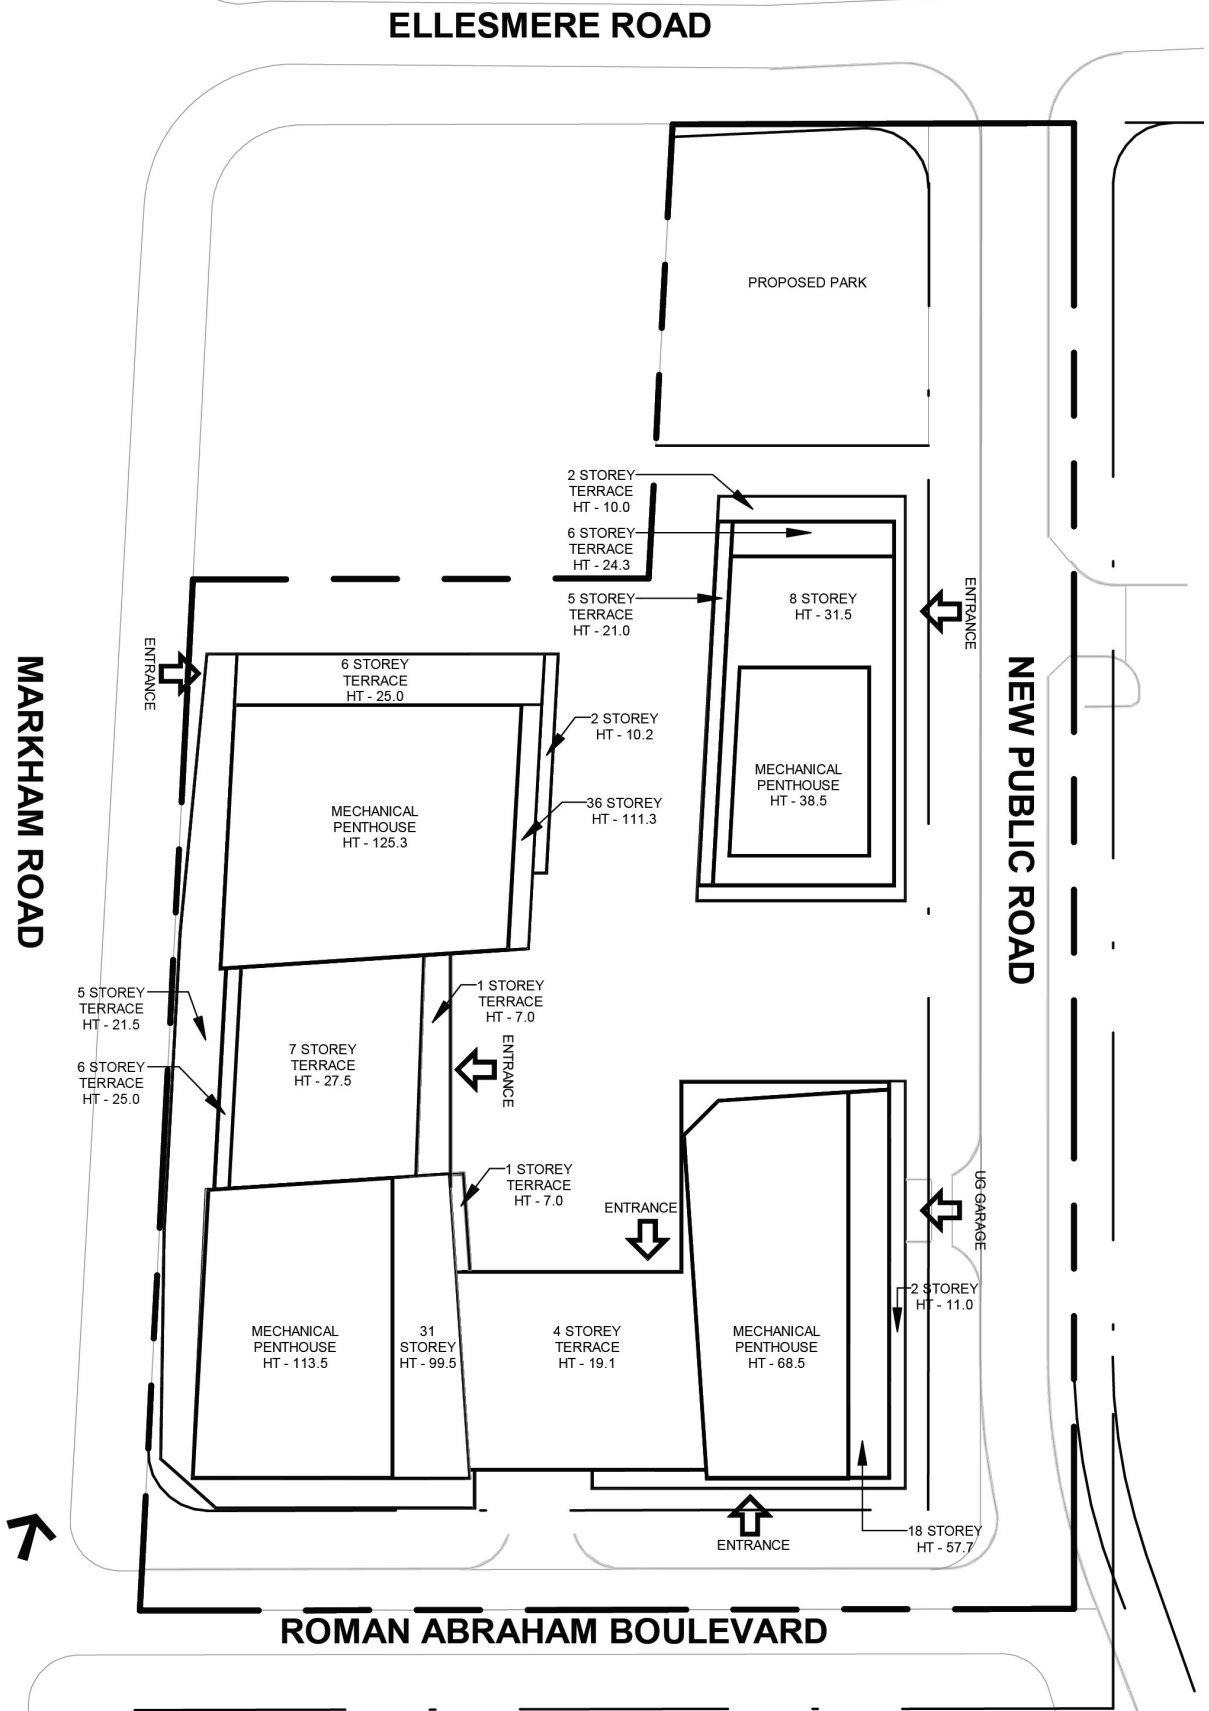 ELLESMERE ROAD
PROPOSED PARK
2 STOREY
TERRACE
HT - 10.0
6 STOREY
TERRACE
HT - 24.3
5 STOREY
TERRACE
HT - 21.0
8 STOREY
HT - 31.5
ENTRANCE
MECHANICAL
PENTHOUSE
HT - 38.5
NEW PUBLIC ROAD
ENTRANCE
6 STOREY
TERRACE
HT - 25.0
2 STOREY
HT - 10.2
36 STOREY
HT - 111.3
MECHANICAL
PENTHOUSE
HT - 125.3
MARKHAM ROAD
5 STOREY
TERRACE
HT - 21.5
6 STOREY
TERRACE
HT - 25.0
7 STOREY
TERRACE
HT - 27.5
1 STOREY
TERRACE
HT - 7.0
ENTRANCE
1 STOREY
TERRACE
HT - 7.0
ENTRANCE
UG GARAGE
2 STOREY
HT - 11.0
MECHANICAL
PENTHOUSE
HT - 113.5
31
STOREY
HT - 99.5
4 STOREY
TERRACE
HT - 19.1
MECHANICAL
PENTHOUSE
HT - 68.5
18 STOREY
HT - 57.7
ENTRANCE
ROMAN ABRAHAM BOULEVARD